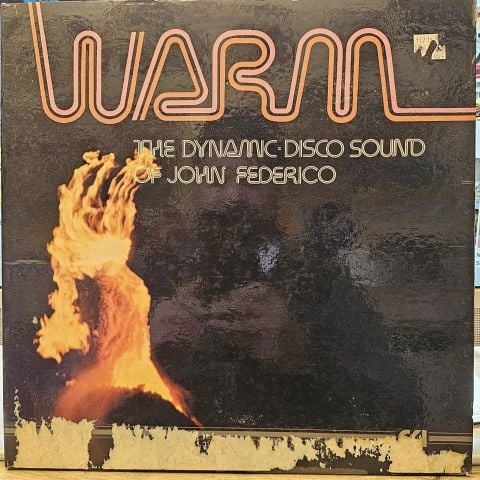 WARM
THE DYNAMIC-DISCO SOUND
OF JOHN FEDERICO